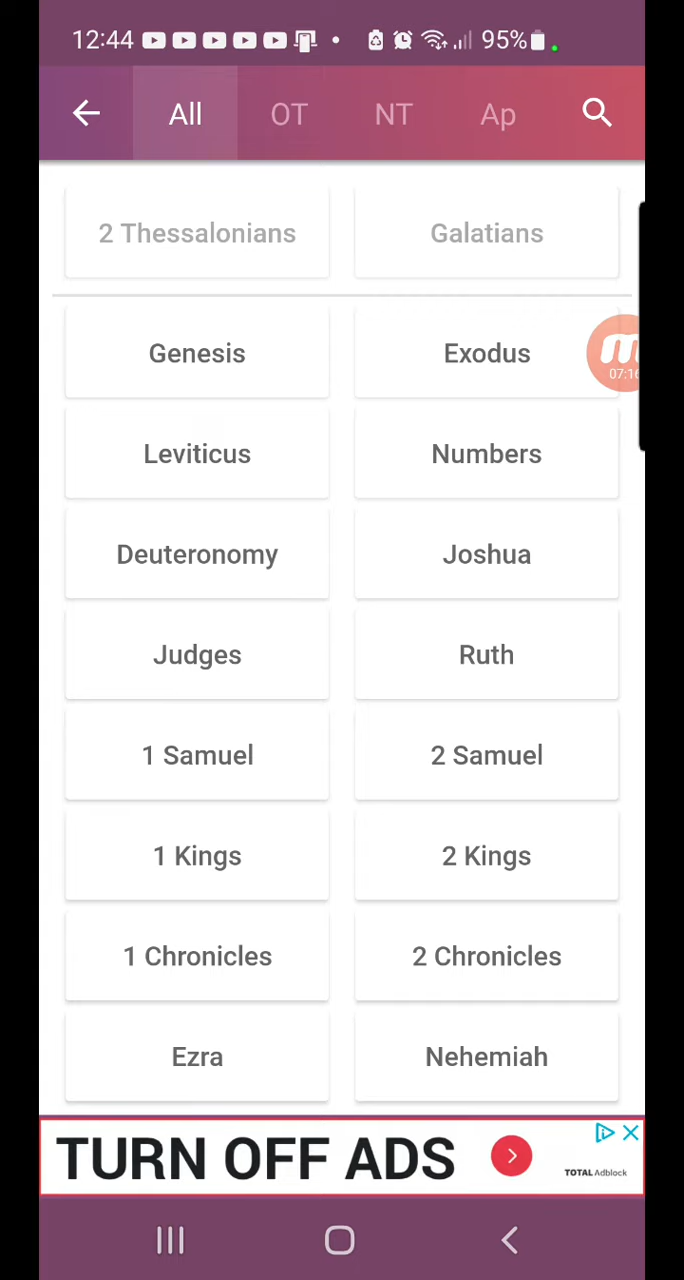 12:44 95%
All OT NT Ap
2 Thessalonians Galatians
Genesis Exodus
07:16
Leviticus Numbers
Deuteronomy Joshua
Judges Ruth
1 Samuel 2 Samuel
1 Kings 2 Kings
1 Chronicles 2 Chronicles
Ezra Nehemiah
TURN OFF ADS
TOTAL Adblock